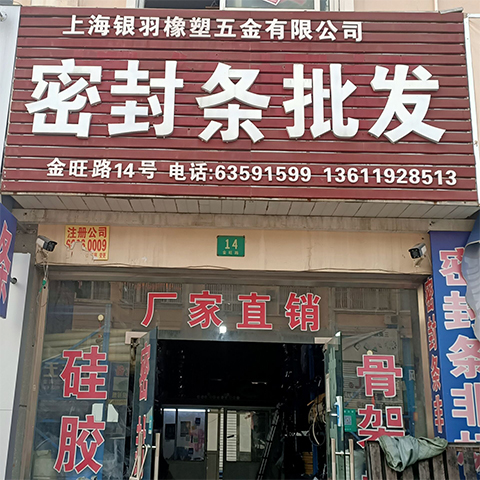 上海银羽橡塑五金有限公司
密封条批发
金旺路14号 电话:63591599 13611928513
注册公司
14
厂家直销
硅胶
骨架
密封条非